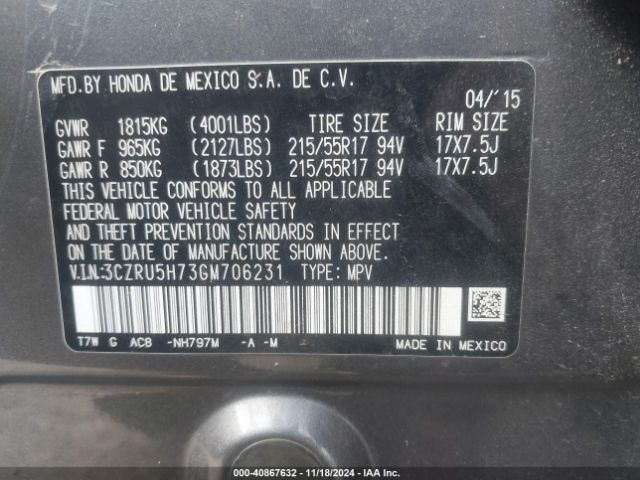 MFD.BY HONDA DE MEXICO S.A. DE C.V.
04/'15
GVWR 1815KG (4001LBS) TIRE SIZE RIM SIZE
GAWR F 965KG (2127LBS) 215/55R17 94V 17X7.5J
GAWR R 850KG (1873LBS) 215/55R17 94V 17X7.5J
THIS VEHICLE CONFORMS TO ALL APPLICABLE
FEDERAL MOTOR VEHICLE SAFETY
AND THEFT PREVENTION STANDARDS IN EFFECT
ON THE DATE OF MANUFACTURE SHOWN ABOVE.
V.I.N:3CZRU5H73GM706231 TYPE: MPV
T7W G AC8 -NH797M -A -M MADE IN MEXICO
000-40867632 - 11/18/2024 - IAA Inc.